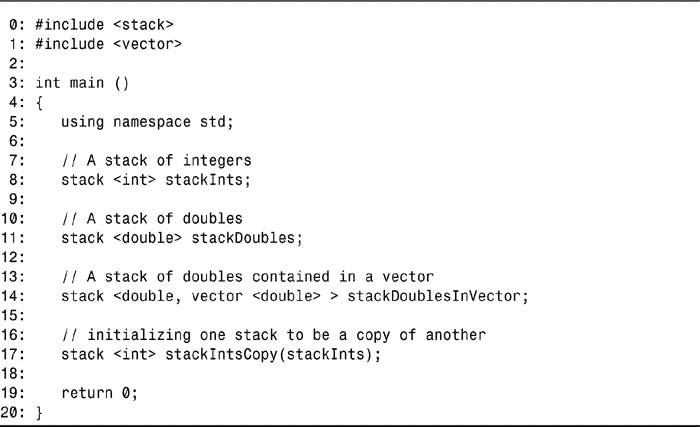 0: #include <stack>
1: #include <vector>
2:
3: int main ()
4: {
5:    using namespace std;
6:
7:    // A stack of integers
8:    stack <int> stackInts;
9:
10:    // A stack of doubles
11:    stack <double> stackDoubles;
12:
13:    // A stack of doubles contained in a vector
14:    stack <double, vector <double> > stackDoublesInVector;
15:
16:    // initializing one stack to be a copy of another
17:    stack <int> stackIntsCopy(stackInts);
18:
19:    return 0;
20: }